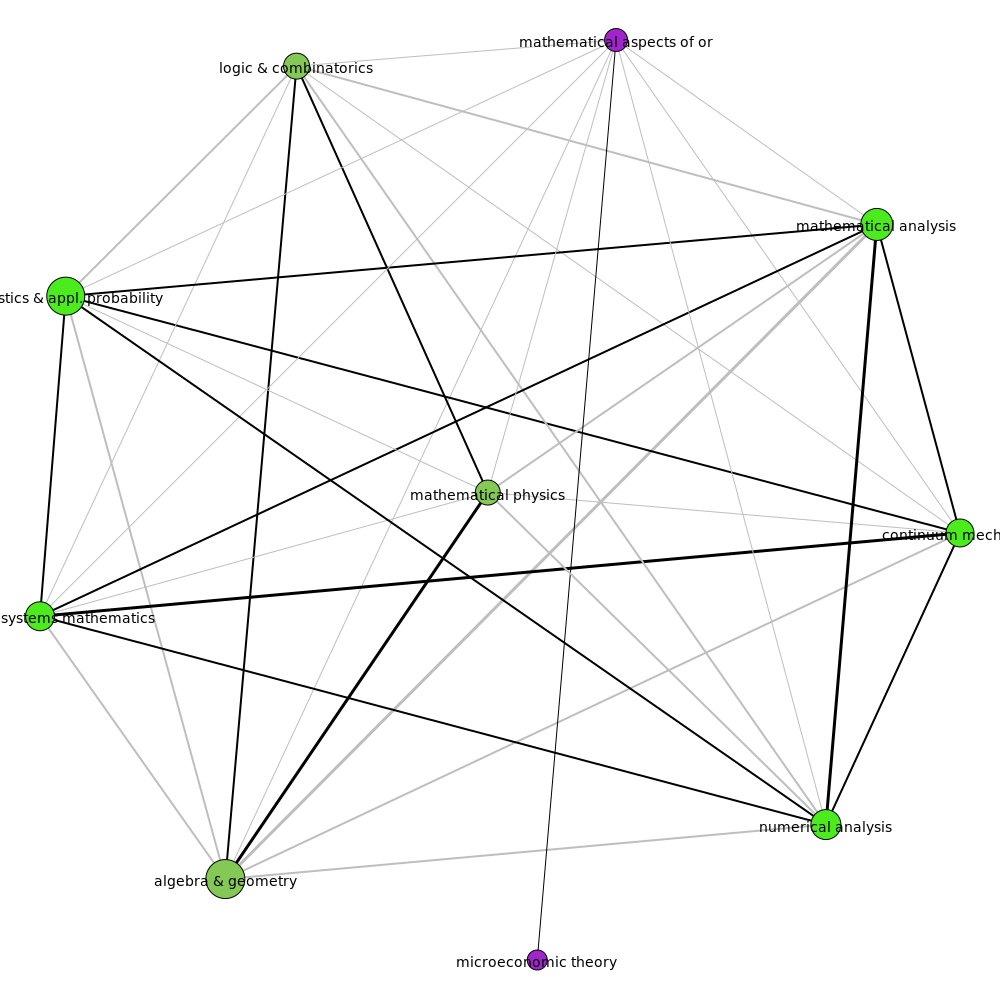 mathematical aspects of or
logic & combinatorics
mathematical analysis
stics & appl. probability
mathematical physics
continuum mech
systems mathematics
numerical analysis
algebra & geometry
microeconomic theory